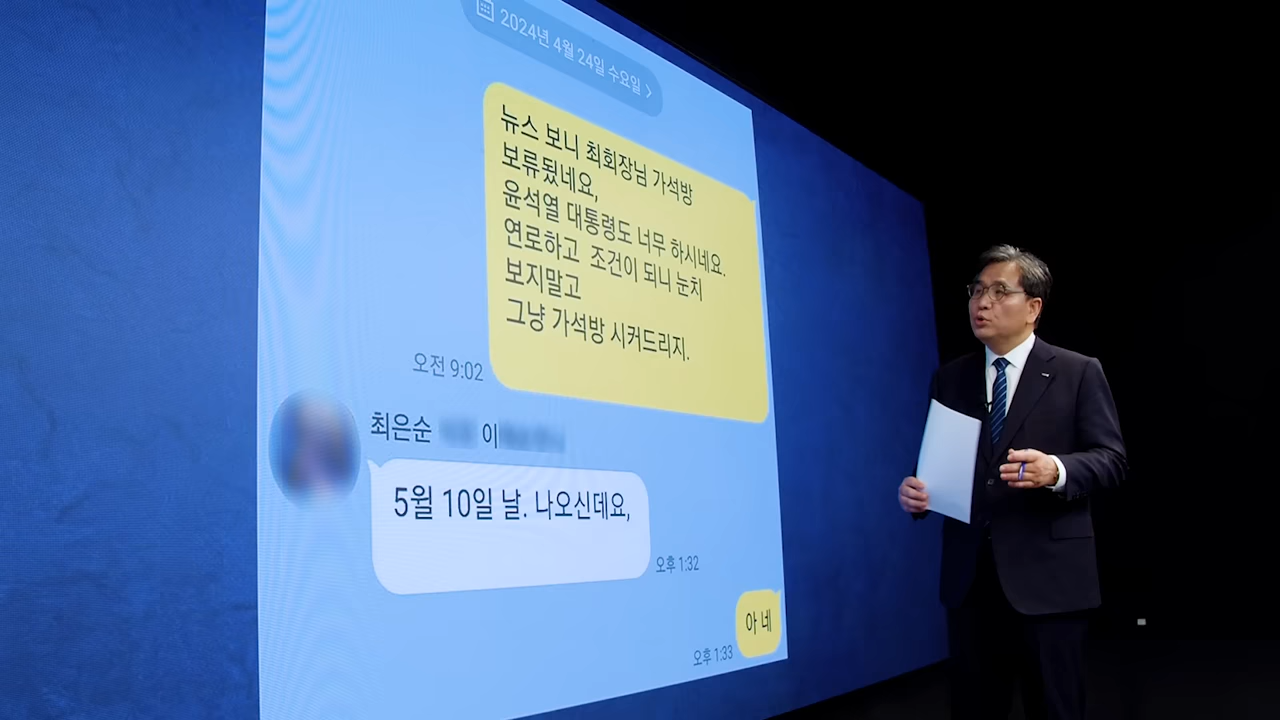 2024년 4월 24일 수요일 >
뉴스 보니 최회장님 가석방
보류됐네요,
윤석열 대통령도 너무 하시네요.
연로하고 조건이 되니 눈치
보지말고
그냥 가석방 시커드리지.
오전 9:02
최은순 이
5월 10일 날. 나오신데요,
오후 1:32
아 네
오후 1:33